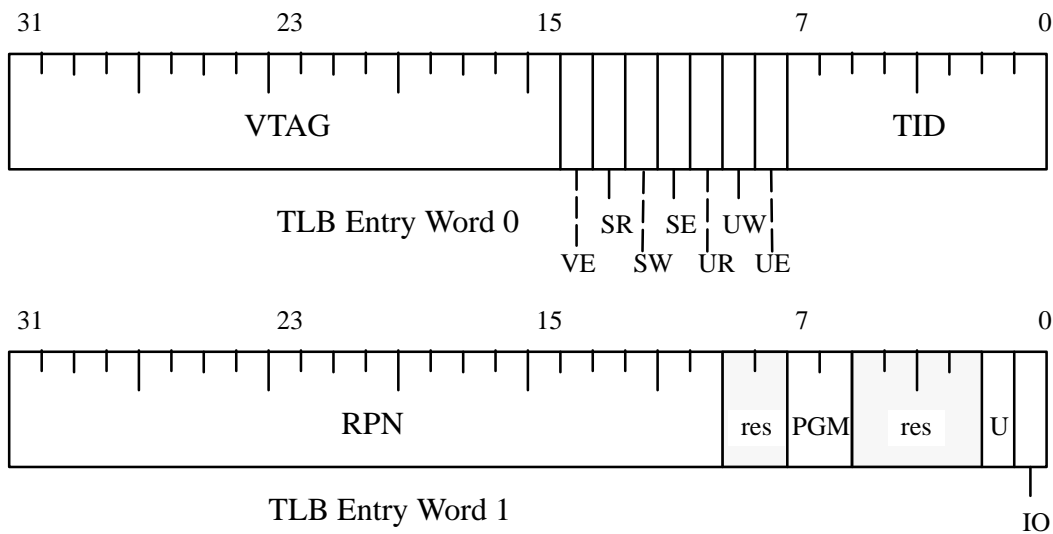 31 23 15 7 0
VTAG TID
TLB Entry Word 0 SR SE UW
VE SW UR UE
31 23 15 7 0
RPN res PGM res U
TLB Entry Word 1
IO